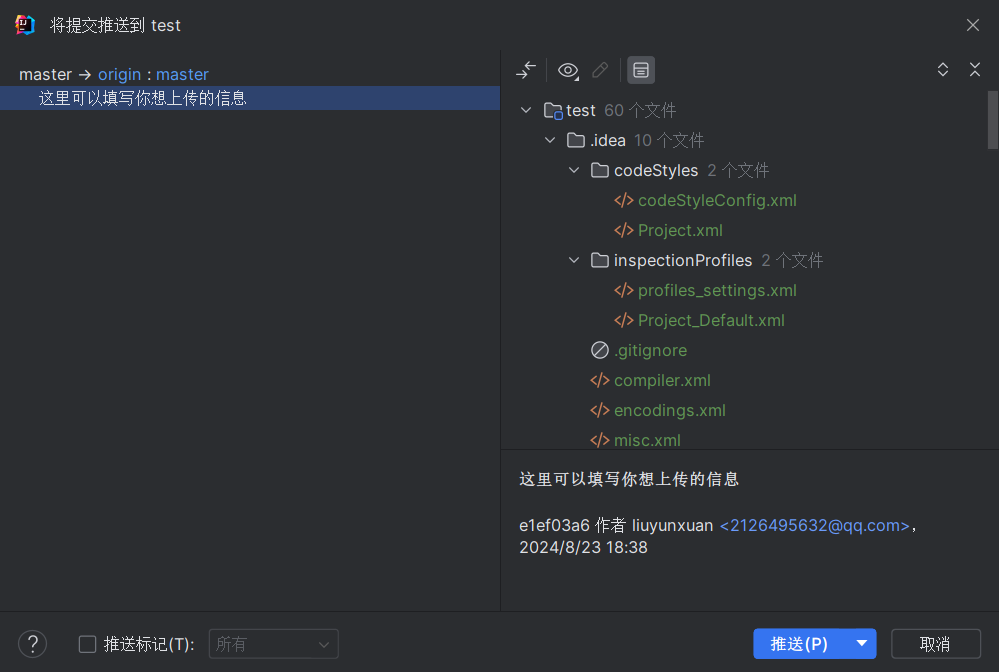 将提交推送到 test
master → origin : master
这里可以填写你想上传的信息
test 60 个文件
.idea 10 个文件
codeStyles 2 个文件
codeStyleConfig.xml
Project.xml
inspectionProfiles 2 个文件
profiles_settings.xml
Project_Default.xml
.gitignore
compiler.xml
encodings.xml
misc.xml
这里可以填写你想上传的信息
e1ef03a6 作者 liuyunxuan <2126495632@qq.com>,
2024/8/23 18:38
? 推送标记(T): 所有 推送(P) 取消